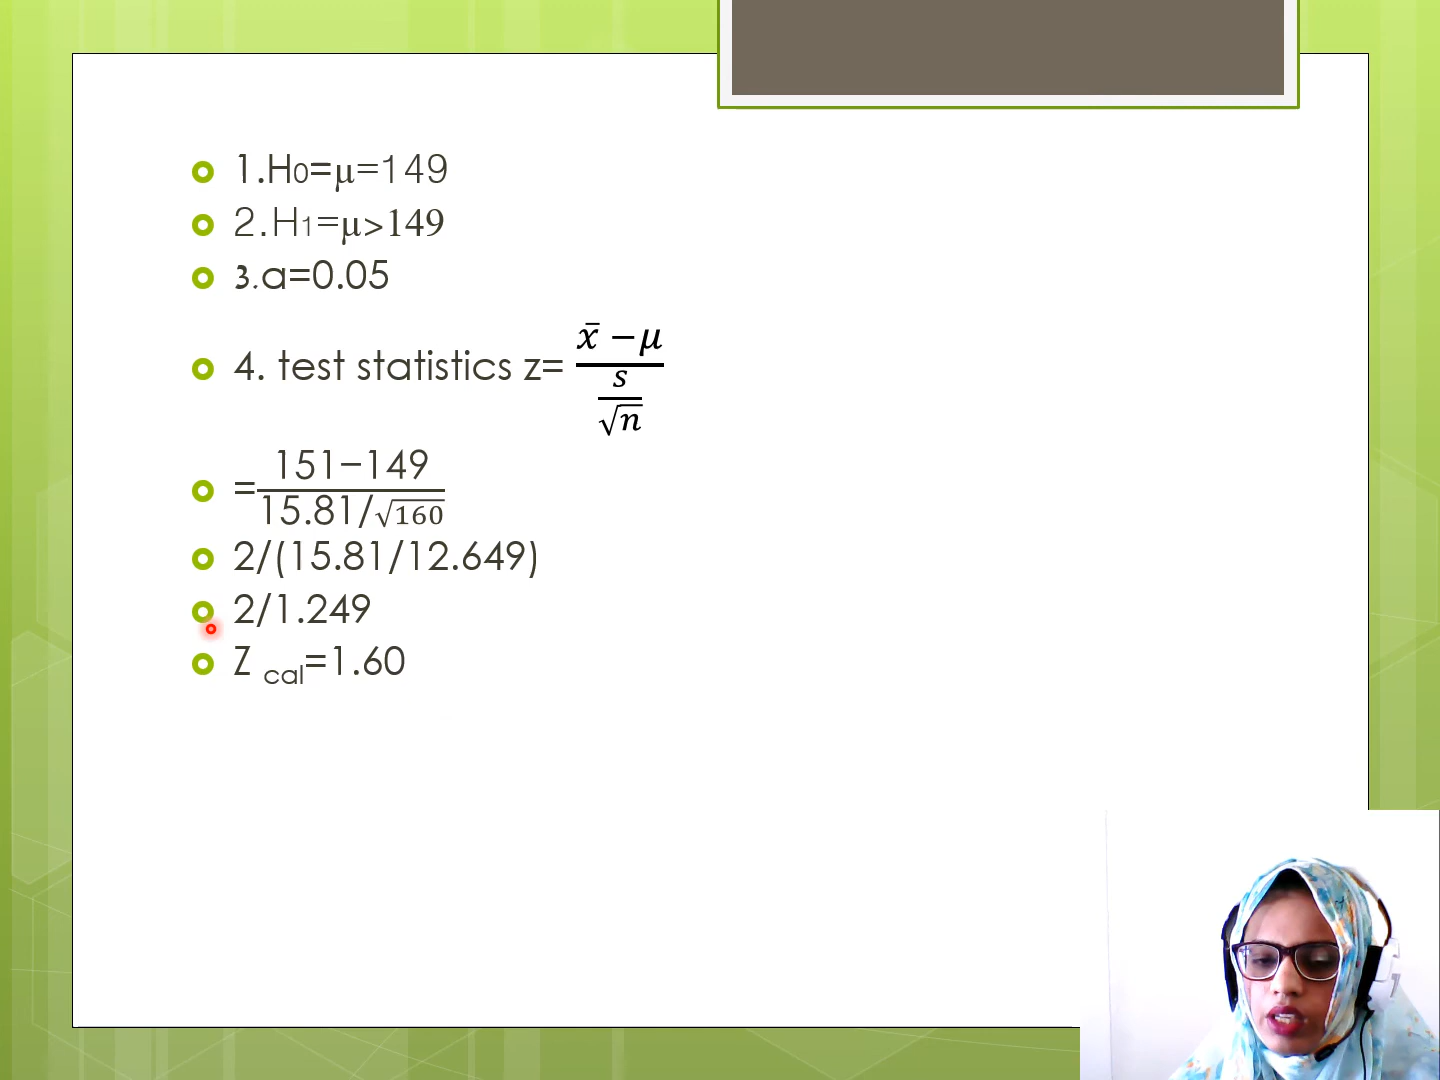 1.H0=μ=149
2.H1=μ>149
3.a=0.05
4. test statistics z= x̄ −μ / s/√n
=151−149 / 15.81/√160
2/(15.81/12.649)
2/1.249
Z cal=1.60